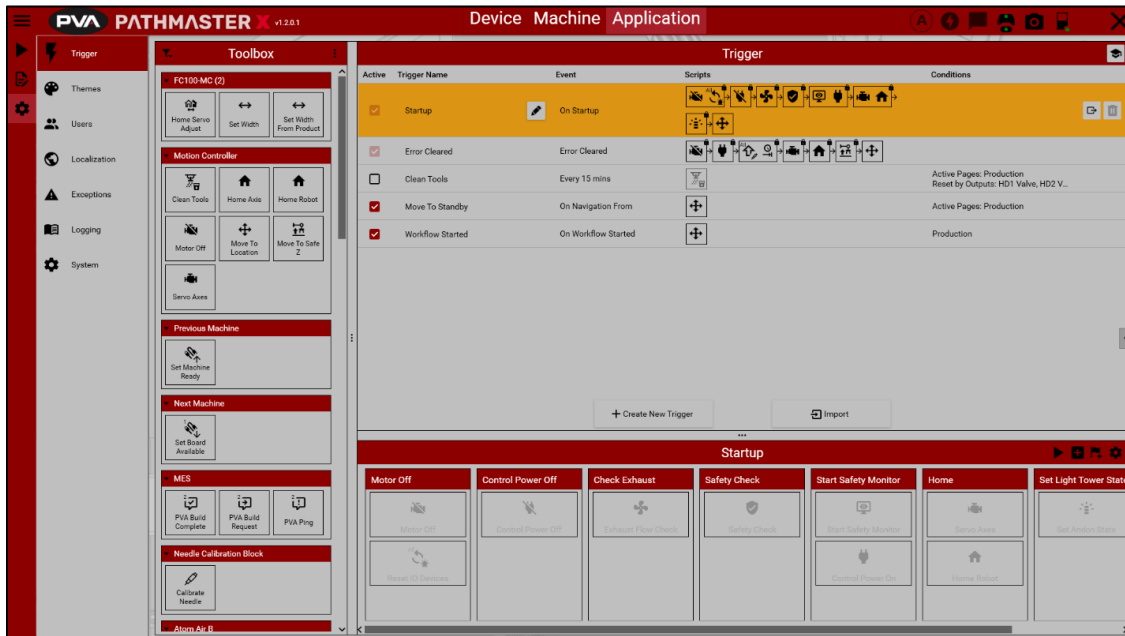 PVA PATHMASTER X v1.2.0.1
Device Machine Application
A
Trigger
Themes
Users
Localization
Exceptions
Logging
System
Toolbox
FC100-MC (2)
Home Servo Adjust
Set Width
Set Width From Product
Motion Controller
Clean Tools
Home Axis
Home Robot
Motor Off
Move To Location
Move To Safe Z
Servo Axes
Previous Machine
Set Machine Ready
Next Machine
Set Board Available
MES
PVA Build Complete
PVA Build Request
PVA Ping
Needle Calibration Block
Calibrate Needle
Atom Air B
Trigger
Active Trigger Name Event Scripts Conditions
Startup On Startup
Error Cleared Error Cleared
Clean Tools Every 15 mins Active Pages: Production
Reset by Outputs: HD1 Valve, HD2 V...
Move To Standby On Navigation From Active Pages: Production
Workflow Started On Workflow Started Production
+ Create New Trigger Import
Startup
Motor Off Control Power Off Check Exhaust Safety Check Start Safety Monitor Home Set Light Tower State
Motor Off Control Power Off Exhaust Flow Check Safety Check Start Safety Monitor Servo Axes Set Andon State
Reset IO Devices Control Power On Home Robot